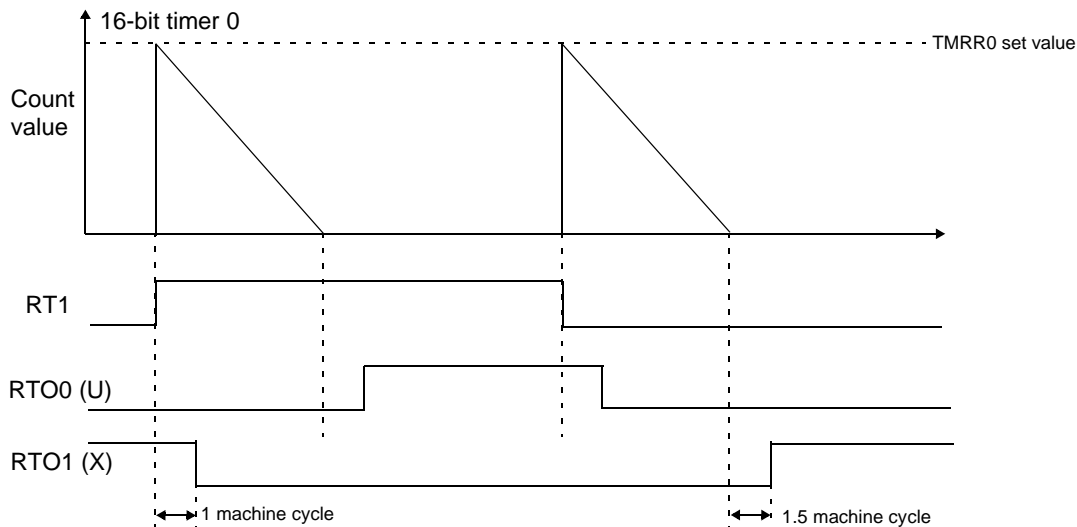 16-bit timer 0
TMRR0 set value
Count
value
RT1
RTO0 (U)
RTO1 (X)
1 machine cycle
1.5 machine cycle